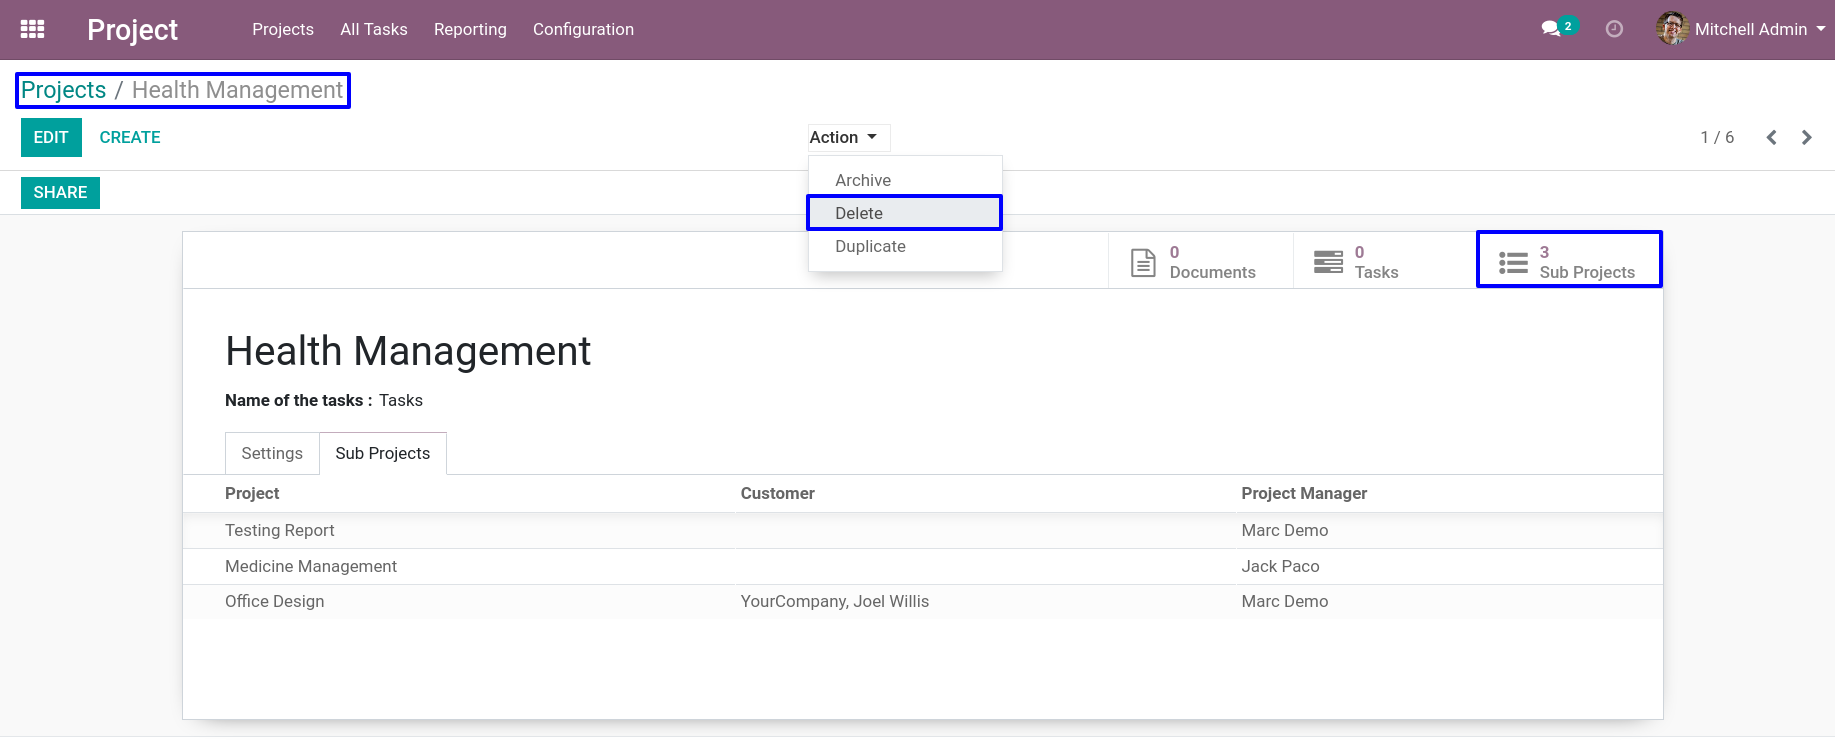 Project Projects All Tasks Reporting Configuration 2 Mitchell Admin
Projects / Health Management
EDIT CREATE Action 1 / 6
Archive
SHARE
Delete
Duplicate
0 Documents
0 Tasks
3 Sub Projects
Health Management
Name of the tasks : Tasks
Settings Sub Projects
Project Customer Project Manager
Testing Report Marc Demo
Medicine Management Jack Paco
Office Design YourCompany, Joel Willis Marc Demo